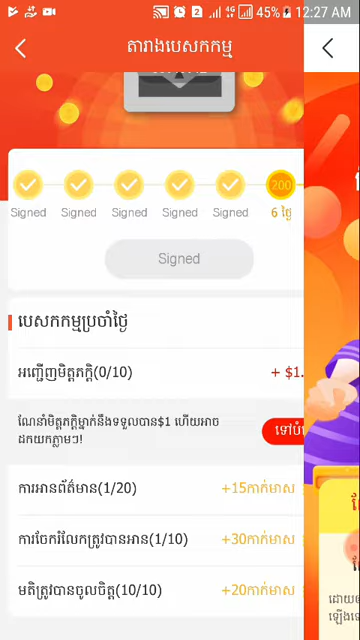 2 4G 45% 12:27 AM
តារាងបេសកកម្ម
200
Signed Signed Signed Signed Signed 6 ថ្ងៃ
Signed
បេសកកម្មប្រចាំថ្ងៃ
អញ្ជើញមិត្តភក្តិ(0/10) + $1.
ណែនាំមិត្តភក្តិម្នាក់នឹងទទួលបាន$1 ហើយអាច
ដកយកភ្លាមៗ!
ទៅបំ
ការអានព័ត៌មាន(1/20) +15កាក់មាស
ការចែករំលែកត្រូវបានអាន(1/10) +30កាក់មាស
មតិត្រូវបានចូលចិត្ត(10/10) +20កាក់មាស
ដោយ